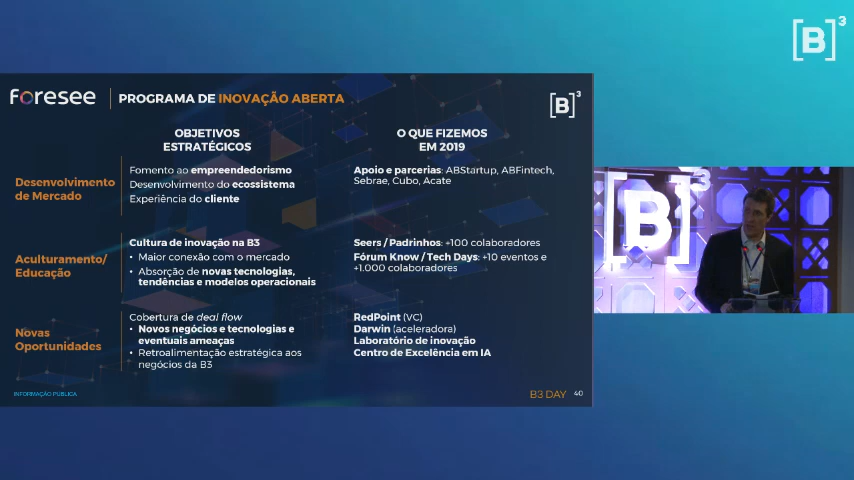 [B]³
foresee
PROGRAMA DE INOVAÇÃO ABERTA
[B]³
OBJETIVOS
ESTRATÉGICOS
O QUE FIZEMOS
EM 2019
Desenvolvimento
de Mercado
Fomento ao empreendedorismo
Desenvolvimento do ecossistema
Experiência do cliente
Apoio e parcerias: ABStartup, ABFintech,
Sebrae, Cubo, Acate
Aculturamento/
Educação
Cultura de inovação na B3
• Maior conexão com o mercado
• Absorção de novas tecnologias,
tendências e modelos operacionais
Seers / Padrinhos: +100 colaboradores
Fórum Know / Tech Days: +10 eventos e
+1.000 colaboradores
Novas
Oportunidades
Cobertura de deal flow
• Novos negócios e tecnologias e
eventuais ameaças
• Retroalimentação estratégica aos
negócios da B3
RedPoint (VC)
Darwin (aceleradora)
Laboratório de inovação
Centro de Excelência em IA
INFORMAÇÃO PÚBLICA
B3 DAY 40
[B]³